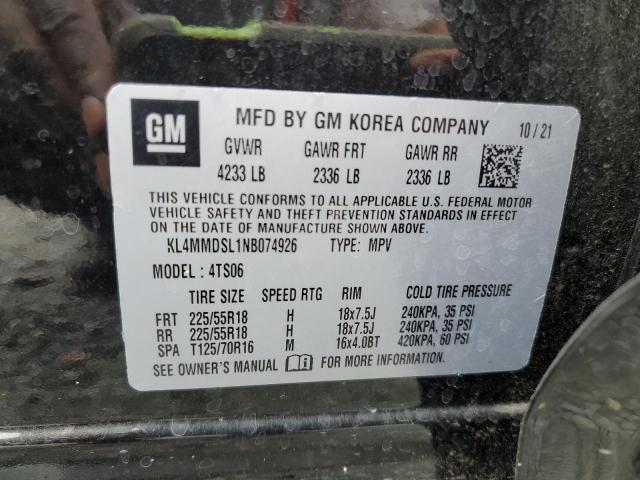 GM MFD BY GM KOREA COMPANY 10/21
GVWR GAWR FRT GAWR RR
4233 LB 2336 LB 2336 LB
THIS VEHICLE CONFORMS TO ALL APPLICABLE U.S. FEDERAL MOTOR
VEHICLE SAFETY AND THEFT PREVENTION STANDARDS IN EFFECT
ON THE DATE OF MANUFACTURE SHOWN ABOVE.
KL4MMDSL1NB074926 TYPE: MPV
MODEL : 4TS06
TIRE SIZE SPEED RTG RIM COLD TIRE PRESSURE
FRT 225/55R18 H 18x7.5J 240KPA, 35 PSI
RR 225/55R18 H 18x7.5J 240KPA, 35 PSI
SPA T125/70R16 M 16x4.0BT 420KPA, 60 PSI
SEE OWNER'S MANUAL FOR MORE INFORMATION.